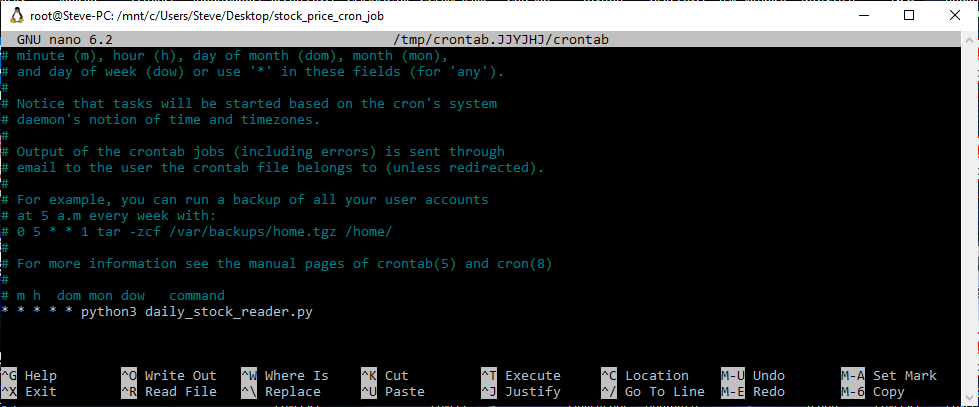 root@Steve-PC: /mnt/c/Users/Steve/Desktop/stock_price_cron_job
GNU nano 6.2 /tmp/crontab.JJYJHJ/crontab
# minute (m), hour (h), day of month (dom), month (mon),
# and day of week (dow) or use '*' in these fields (for 'any').
#
# Notice that tasks will be started based on the cron's system
# daemon's notion of time and timezones.
#
# Output of the crontab jobs (including errors) is sent through
# email to the user the crontab file belongs to (unless redirected).
#
# For example, you can run a backup of all your user accounts
# at 5 a.m every week with:
# 0 5 * * 1 tar -zcf /var/backups/home.tgz /home/
#
# For more information see the manual pages of crontab(5) and cron(8)
#
# m h  dom mon dow   command
* * * * * python3 daily_stock_reader.py
^G Help ^O Write Out ^W Where Is ^K Cut ^T Execute ^C Location M-U Undo M-A Set Mark
^X Exit ^R Read File ^\ Replace ^U Paste ^J Justify ^/ Go To Line M-E Redo M-6 Copy